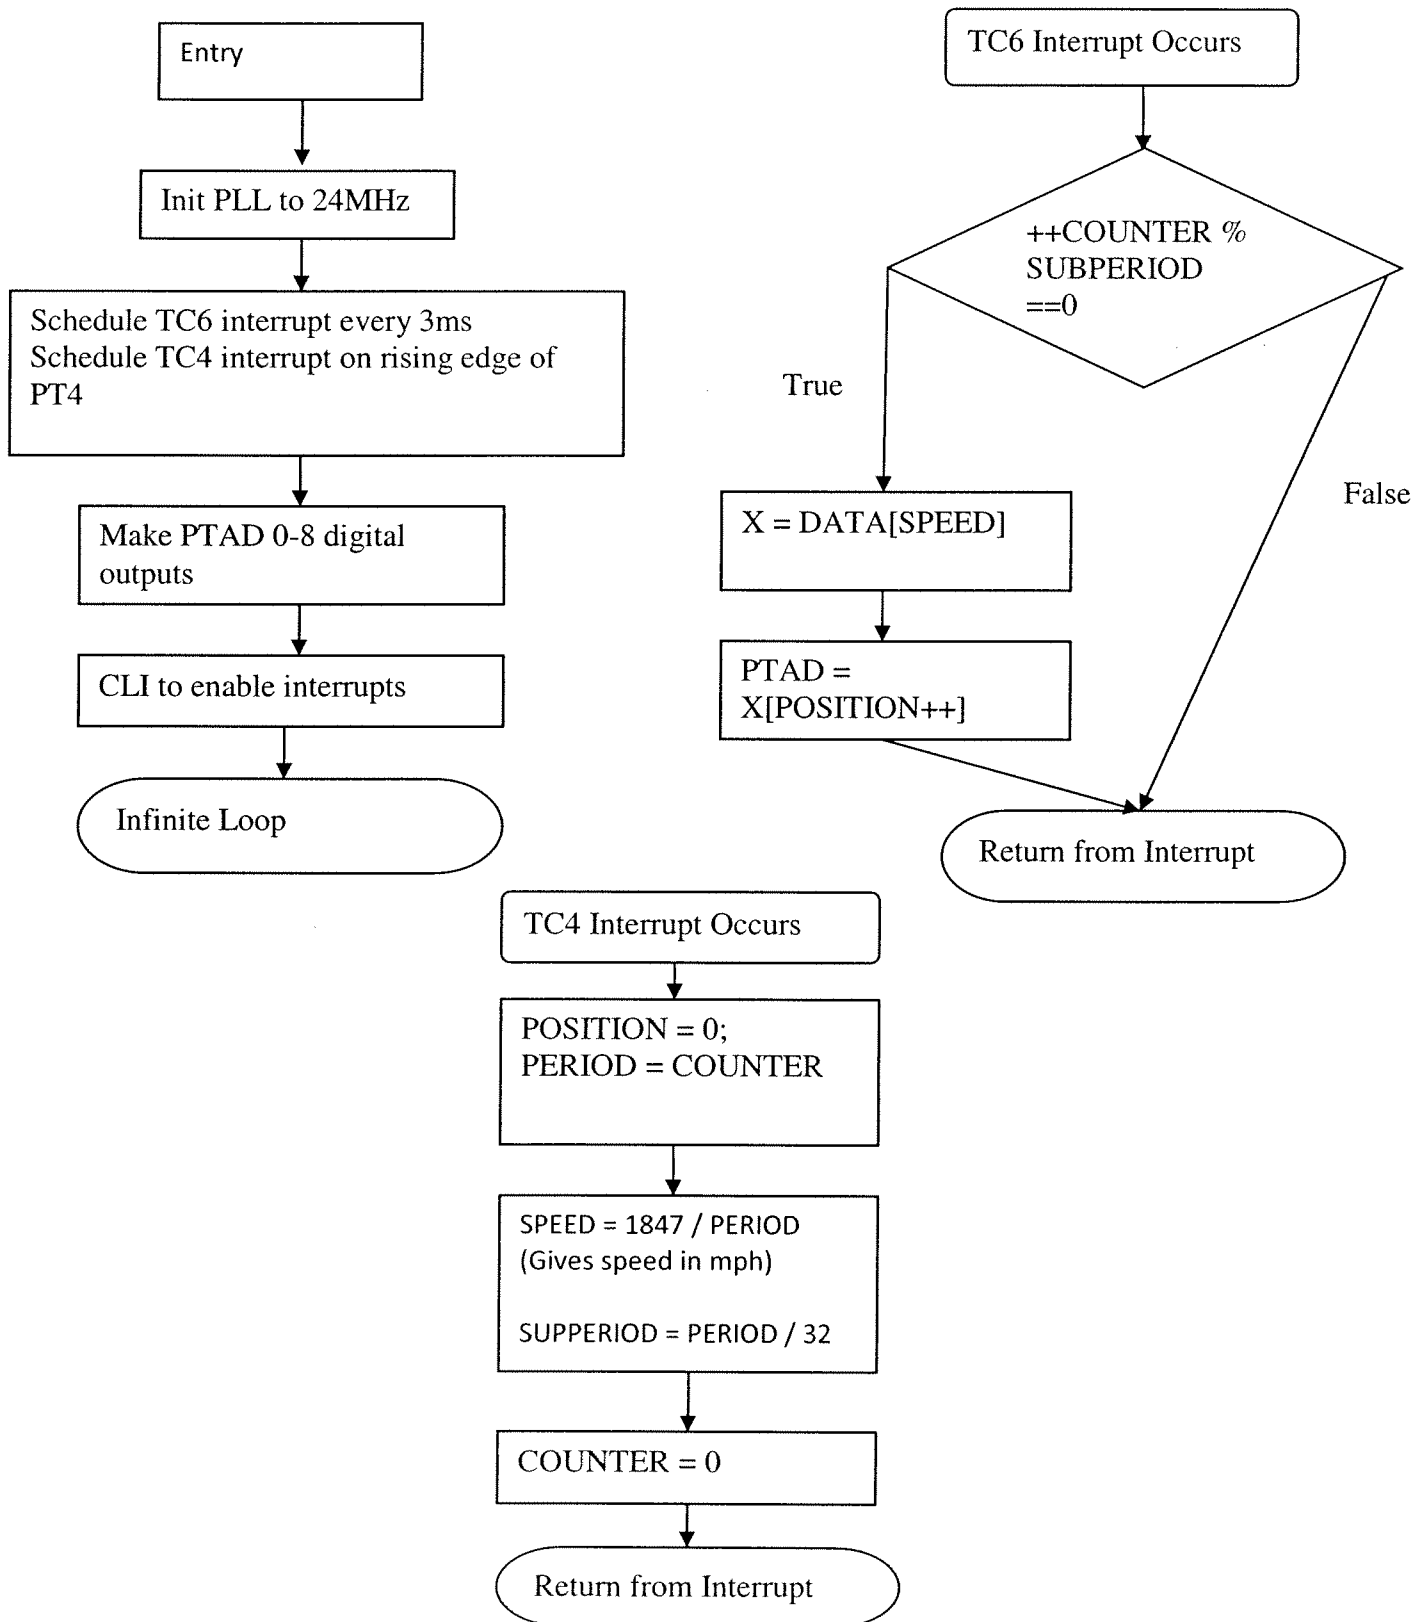 Entry
Init PLL to 24MHz
Schedule TC6 interrupt every 3ms
Schedule TC4 interrupt on rising edge of
PT4
Make PTAD 0-8 digital
outputs
CLI to enable interrupts
Infinite Loop
TC6 Interrupt Occurs
++COUNTER %
SUBPERIOD
==0
True
False
X = DATA[SPEED]
PTAD =
X[POSITION++]
Return from Interrupt
TC4 Interrupt Occurs
POSITION = 0;
PERIOD = COUNTER
SPEED = 1847 / PERIOD
(Gives speed in mph)
SUPPERIOD = PERIOD / 32
COUNTER = 0
Return from Interrupt